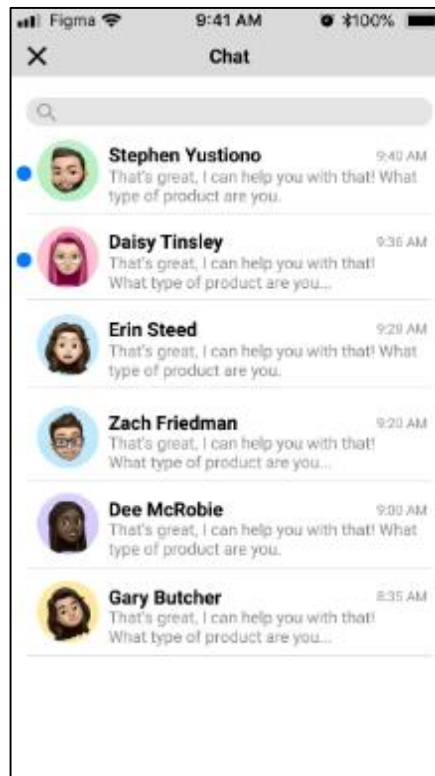 Figma 9:41 AM 100%
Chat
Stephen Yustiono 9:40 AM
That's great, I can help you with that! What
type of product are you.
Daisy Tinsley 9:36 AM
That's great, I can help you with that!
What type of product are you...
Erin Steed 9:28 AM
That's great, I can help you with that! What
type of product are you.
Zach Friedman 9:20 AM
That's great, I can help you with that!
What type of product are you...
Dee McRobie 9:00 AM
That's great, I can help you with that! What
type of product are you.
Gary Butcher 8:35 AM
That's great, I can help you with that!
What type of product are you...